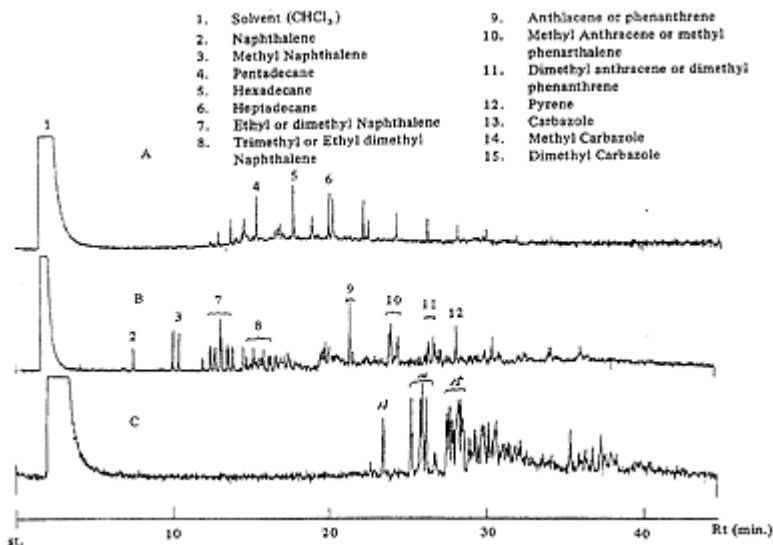 1. Solvent (CHCl3)
2. Naphthalene
3. Methyl Naphthalene
4. Pentadecane
5. Hexadecane
6. Heptadecane
7. Ethyl or dimethyl Naphthalene
8. Trimethyl or Ethyl dimethyl
Naphthalene
9. Anthlacene or phenanthrene
10. Methyl Anthracene or methyl
phenarthalene
11. Dimethyl anthracene or dimethyl
phenanthrene
12. Pyrene
13. Carbazole
14. Methyl Carbazole
15. Dimethyl Carbazole
1
A
4
5
6
B
2
3
7
8
9
10
11
12
C
10
20
30
40
Rt (min.)
st.